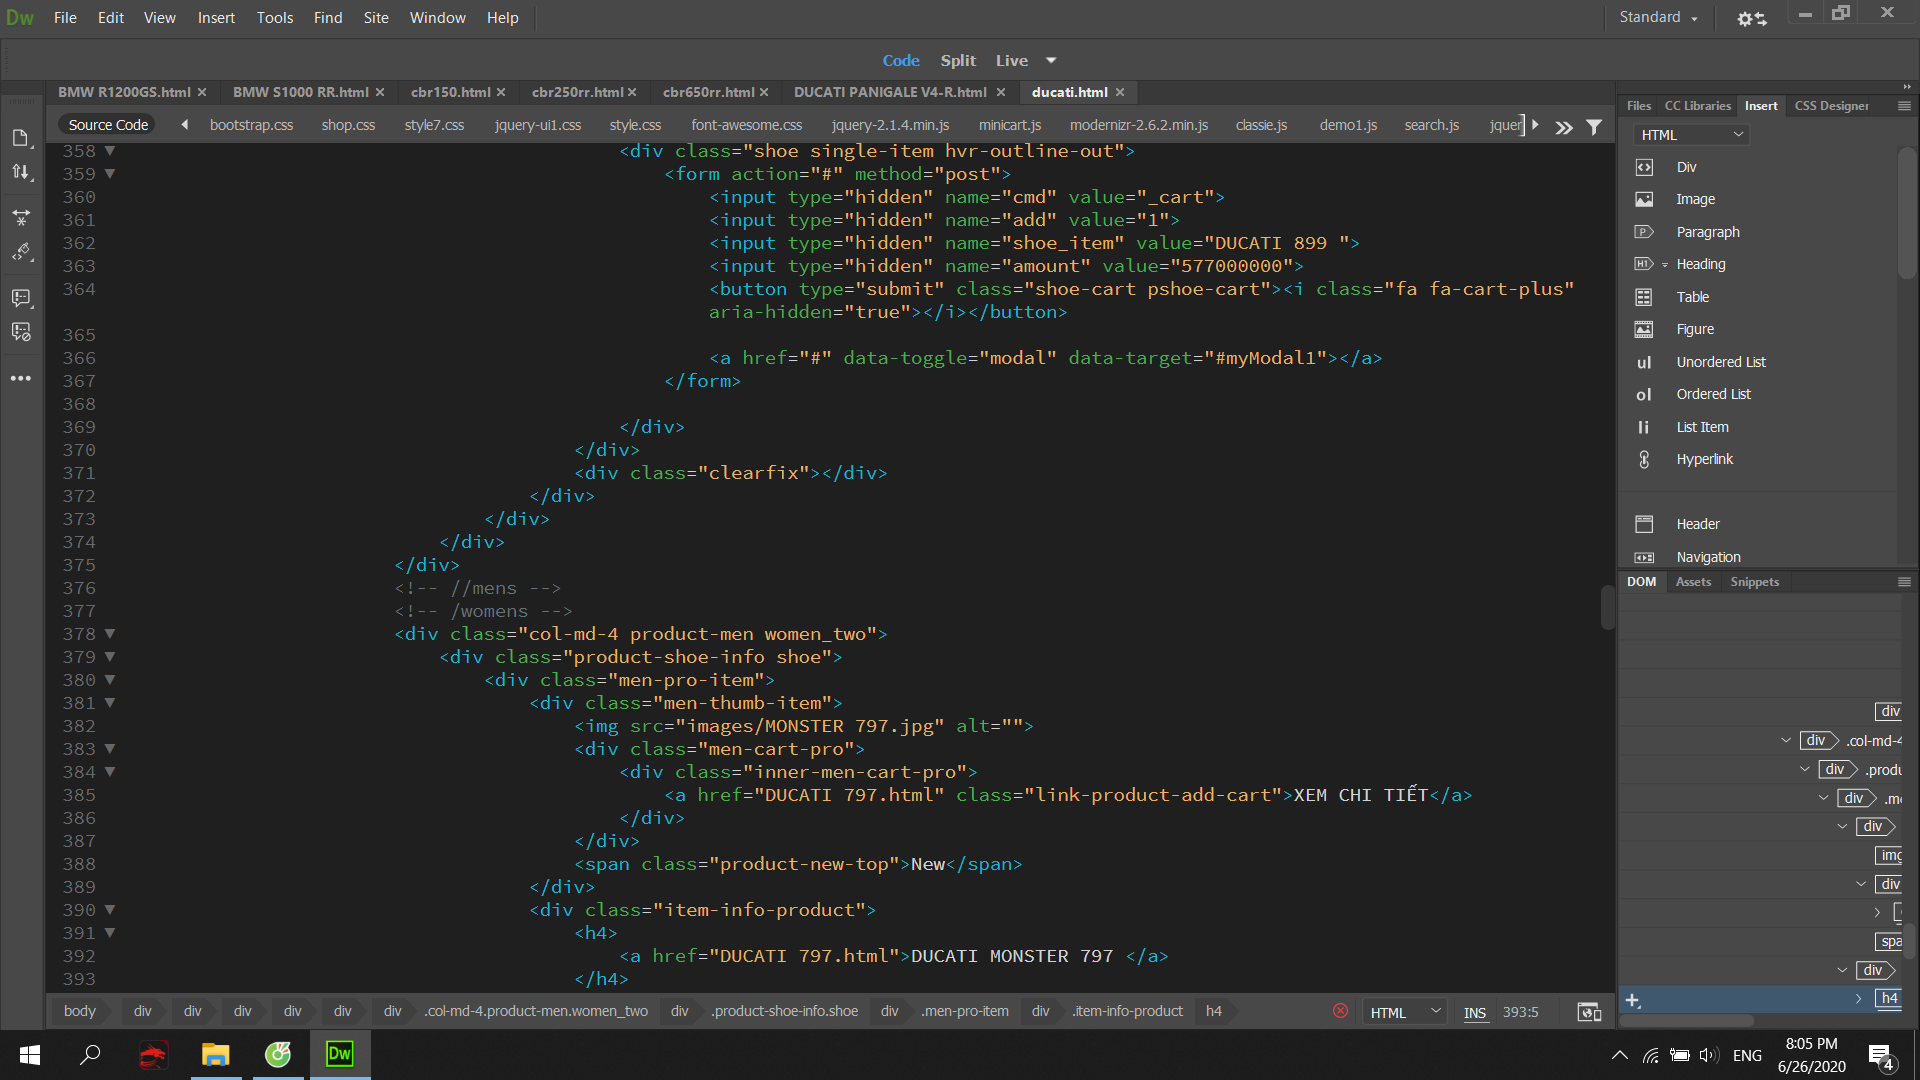 Dw File Edit View Insert Tools Find Site Window Help Standard
Code Split Live
BMW R1200GS.html BMW S1000 RR.html cbr150.html cbr250rr.html cbr650rr.html DUCATI PANIGALE V4-R.html ducati.html
Source Code bootstrap.css shop.css style7.css jquery-ui1.css style.css font-awesome.css jquery-2.1.4.min.js minicart.js modernizr-2.6.2.min.js classie.js demo1.js search.js jquer
358 <div class="shoe single-item hvr-outline-out">
359 <form action="#" method="post">
360 <input type="hidden" name="cmd" value="_cart">
361 <input type="hidden" name="add" value="1">
362 <input type="hidden" name="shoe_item" value="DUCATI 899 ">
363 <input type="hidden" name="amount" value="577000000">
364 <button type="submit" class="shoe-cart pshoe-cart"><i class="fa fa-cart-plus"
aria-hidden="true"></i></button>
365
366 <a href="#" data-toggle="modal" data-target="#myModal1"></a>
367 </form>
368
369 </div>
370 </div>
371 <div class="clearfix"></div>
372 </div>
373 </div>
374 </div>
375 </div>
376 <!-- //mens -->
377 <!-- /womens -->
378 <div class="col-md-4 product-men women_two">
379 <div class="product-shoe-info shoe">
380 <div class="men-pro-item">
381 <div class="men-thumb-item">
382 <img src="images/MONSTER 797.jpg" alt="">
383 <div class="men-cart-pro">
384 <div class="inner-men-cart-pro">
385 <a href="DUCATI 797.html" class="link-product-add-cart">XEM CHI TIẾT</a>
386 </div>
387 </div>
388 <span class="product-new-top">New</span>
389 </div>
390 <div class="item-info-product">
391 <h4>
392 <a href="DUCATI 797.html">DUCATI MONSTER 797 </a>
393 </h4>
body div div div div div div .col-md-4.product-men.women_two div .product-shoe-info.shoe div .men-pro-item div .item-info-product h4 HTML INS 393:5
Files CC Libraries Insert CSS Designer
HTML
Div
Image
P Paragraph
H1 Heading
Table
Figure
ul Unordered List
ol Ordered List
li List Item
Hyperlink
Header
Navigation
DOM Assets Snippets
div
div .col-md-4
div .produ
div .me
div
img
div
spa
div
h4
Dw ENG 8:05 PM
6/26/2020 4